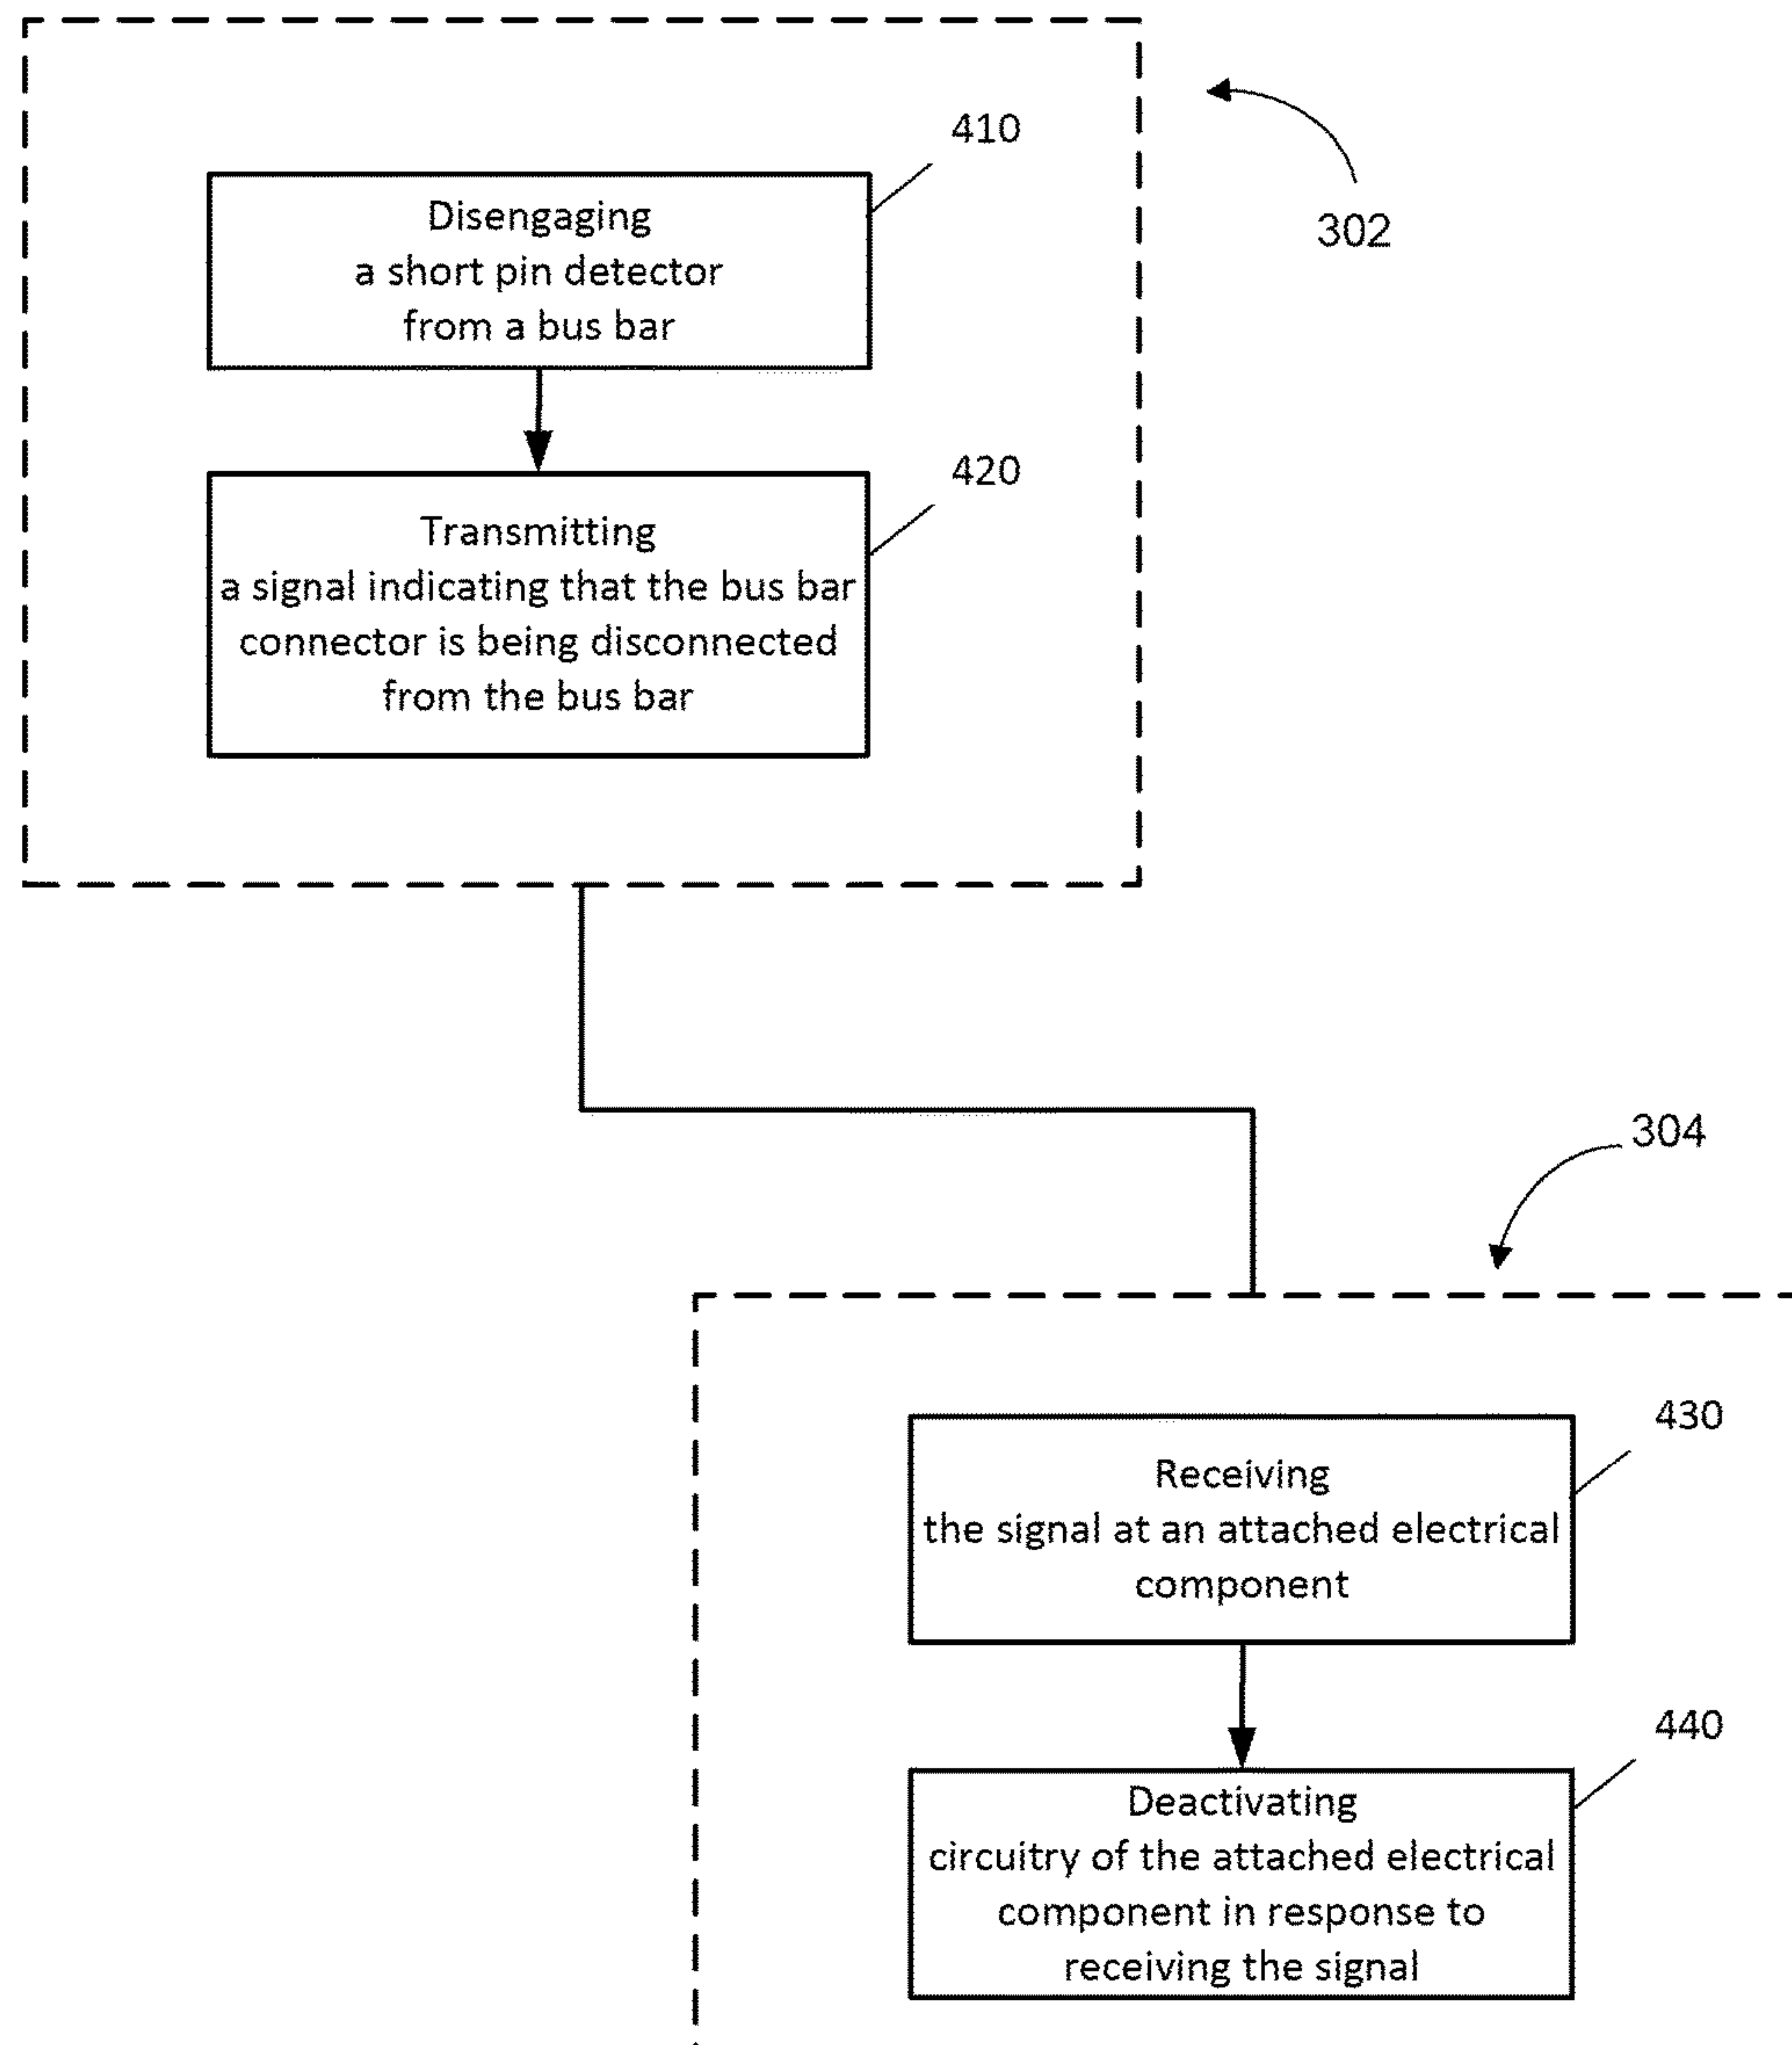 410
302
Disengaging
a short pin detector
from a bus bar
420
Transmitting
a signal indicating that the bus bar
connector is being disconnected
from the bus bar
304
430
Receiving
the signal at an attached electrical
component
440
Deactivating
circuitry of the attached electrical
component in response to
receiving the signal